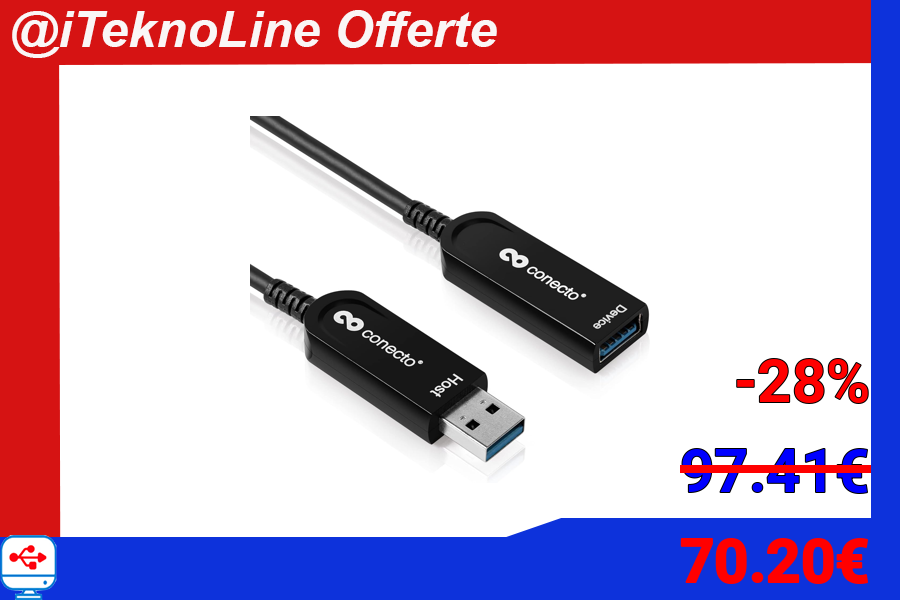 @iTeknoLine Offerte
conecto
Device
conecto
Host
-28%
97.41€
70.20€